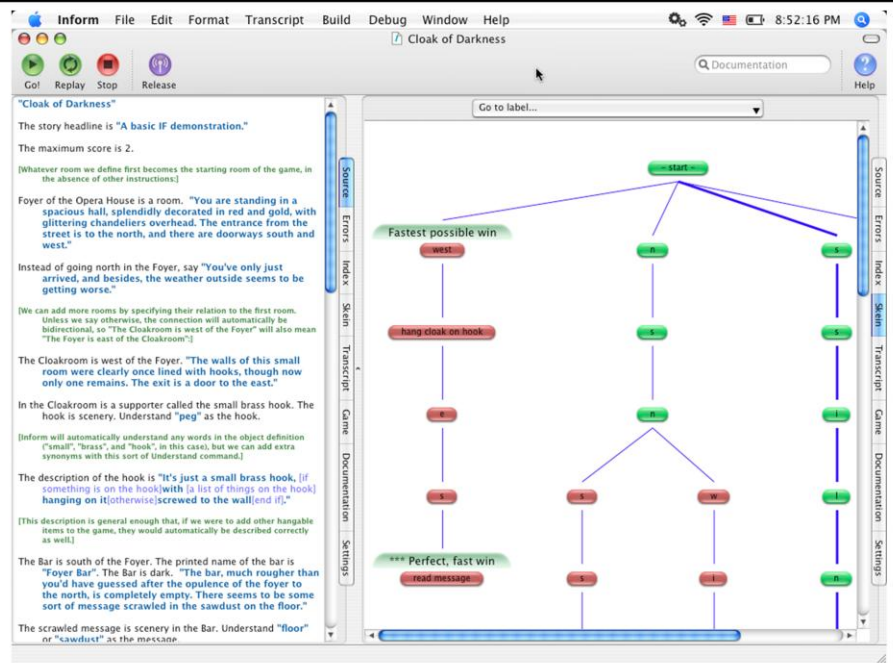 Inform File Edit Format Transcript Build Debug Window Help 8:52:16 PM
Cloak of Darkness
Go! Replay Stop Release Documentation Help
"Cloak of Darkness"
The story headline is "A basic IF demonstration."
The maximum score is 2.
[Whatever room we define first becomes the starting room of the game, in
the absence of other instructions:]
Foyer of the Opera House is a room. "You are standing in a
spacious hall, splendidly decorated in red and gold, with
glittering chandeliers overhead. The entrance from the
street is to the north, and there are doorways south and
west."
Instead of going north in the Foyer, say "You've only just
arrived, and besides, the weather outside seems to be
getting worse."
[We can add more rooms by specifying their relation to the first room.
Unless we say otherwise, the connection will automatically be
bidirectional, so "The Cloakroom is west of the Foyer" will also mean
"The Foyer is east of the Cloakroom":]
The Cloakroom is west of the Foyer. "The walls of this small
room were clearly once lined with hooks, though now
only one remains. The exit is a door to the east."
In the Cloakroom is a supporter called the small brass hook. The
hook is scenery. Understand "peg" as the hook.
[Inform will automatically understand any words in the object definition
("small", "brass", and "hook", in this case), but we can add extra
synonyms with this sort of Understand command.]
The description of the hook is "It's just a small brass hook, [if
something is on the hook]with [a list of things on the hook]
hanging on it[otherwise]screwed to the wall[end if]."
[This description is general enough that, if we were to add other hangable
items to the game, they would automatically be described correctly
as well.]
The Bar is south of the Foyer. The printed name of the bar is
"Foyer Bar". The Bar is dark. "The bar, much rougher than
you'd have guessed after the opulence of the foyer to
the north, is completely empty. There seems to be some
sort of message scrawled in the sawdust on the floor."
The scrawled message is scenery in the Bar. Understand "floor"
or "sawdust" as the message.
Source
Errors
Index
Skein
Transcript
Game
Documentation
Settings
Go to label...
- start -
Fastest possible win
west n s
hang cloak on hook s s
e n i
s s w i
*** Perfect, fast win
read message s i n
Source
Errors
Index
Skein
Transcript
Game
Documentation
Settings